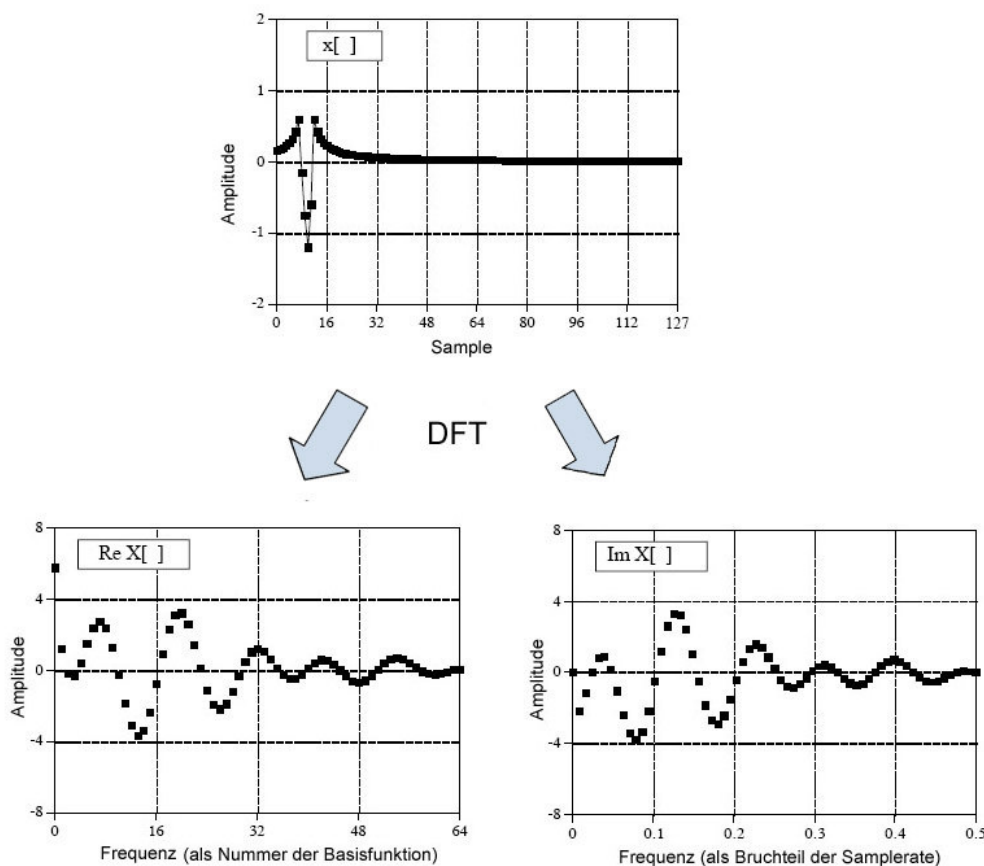 2
x[ ]
1
Amplitude
0
-1
-2
0 16 32 48 64 80 96 112 127
Sample
DFT
8
Re X[ ]
4
Amplitude
0
-4
-8
0 16 32 48 64
Frequenz (als Nummer der Basisfunktion)
8
Im X[ ]
4
Amplitude
0
-4
-8
0 0.1 0.2 0.3 0.4 0.5
Frequenz (als Bruchteil der Samplerate)